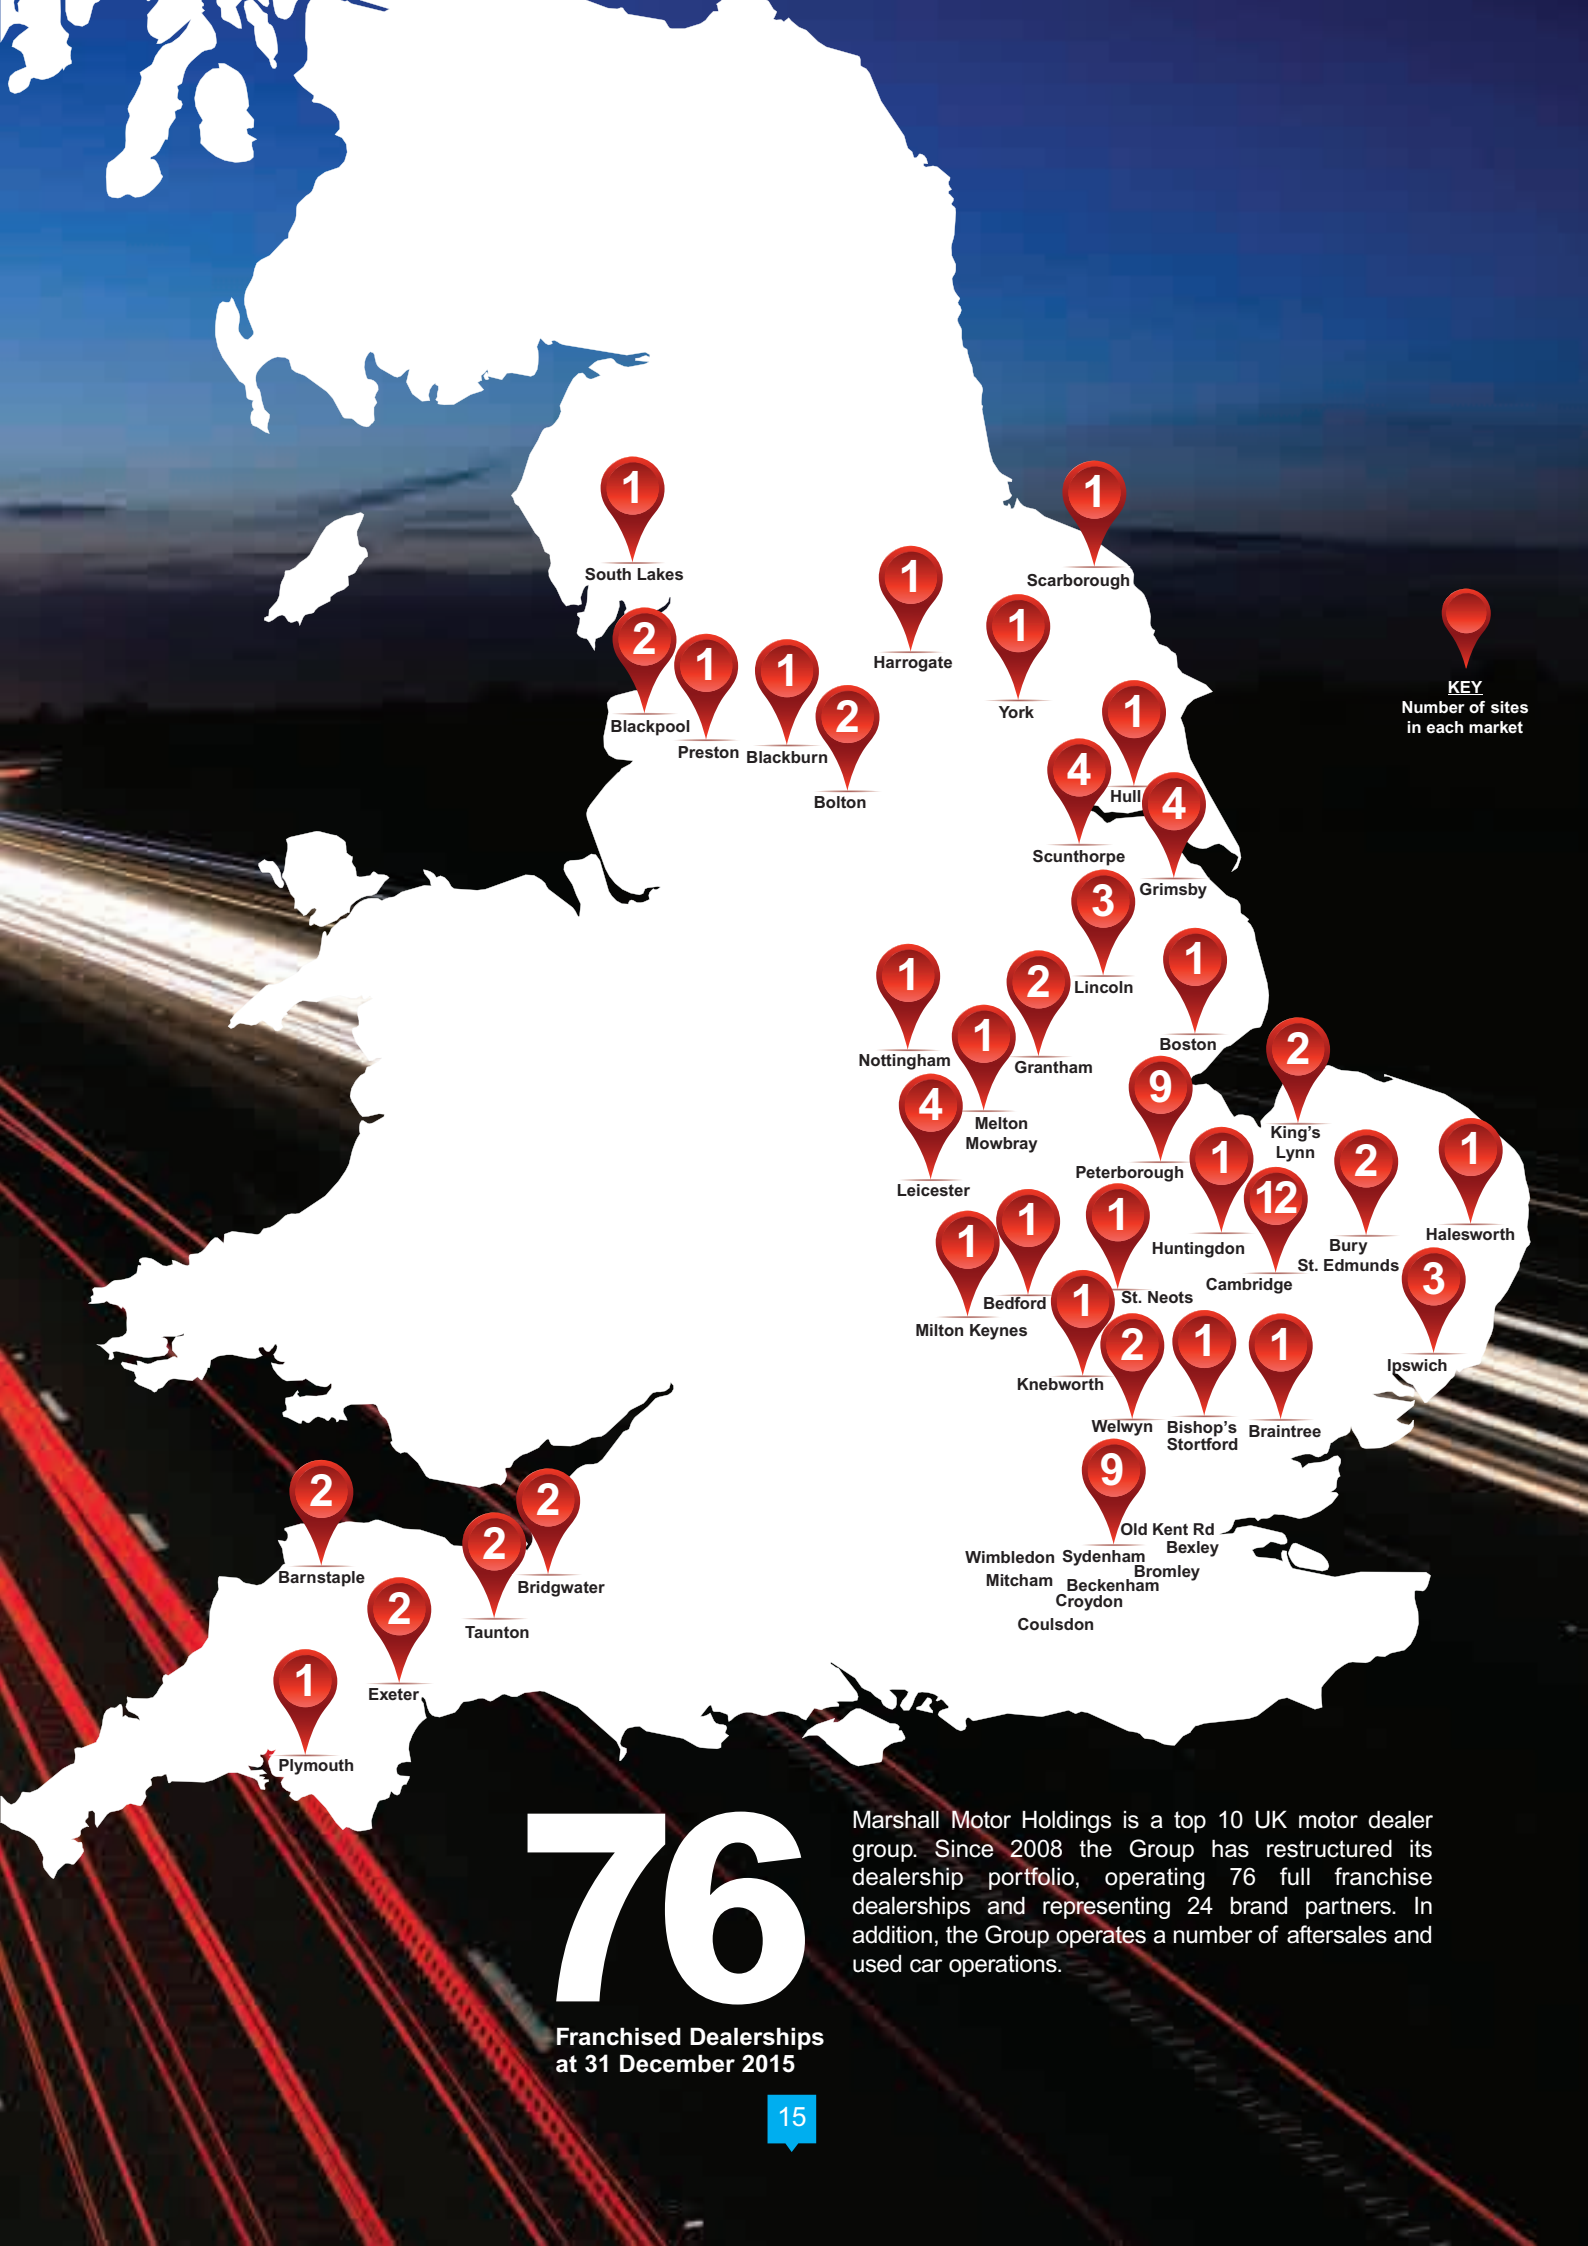 1
South Lakes
1
Scarborough
1
Harrogate
1
York
2
Blackpool
1
Preston
1
Blackburn
2
Bolton
KEY
Number of sites
in each market
1
Hull
4
Scunthorpe
4
Grimsby
3
Lincoln
1
Nottingham
2
Grantham
1
Boston
1
Melton
Mowbray
4
Leicester
9
Peterborough
2
King’s
Lynn
1
Huntingdon
12
Cambridge
2
Bury
St. Edmunds
1
Halesworth
1
Milton Keynes
1
Bedford
1
St. Neots
3
Ipswich
1
Knebworth
2
Welwyn
1
Bishop’s
Stortford
1
Braintree
9
Old Kent Rd
Bexley
Wimbledon
Sydenham
Bromley
Mitcham
Beckenham
Croydon
Coulsdon
2
Barnstaple
2
Bridgwater
2
Taunton
2
Exeter
1
Plymouth
76
Franchised Dealerships
at 31 December 2015
Marshall Motor Holdings is a top 10 UK motor dealer
group. Since 2008 the Group has restructured its
dealership portfolio, operating 76 full franchise
dealerships and representing 24 brand partners. In
addition, the Group operates a number of aftersales and
used car operations.
15